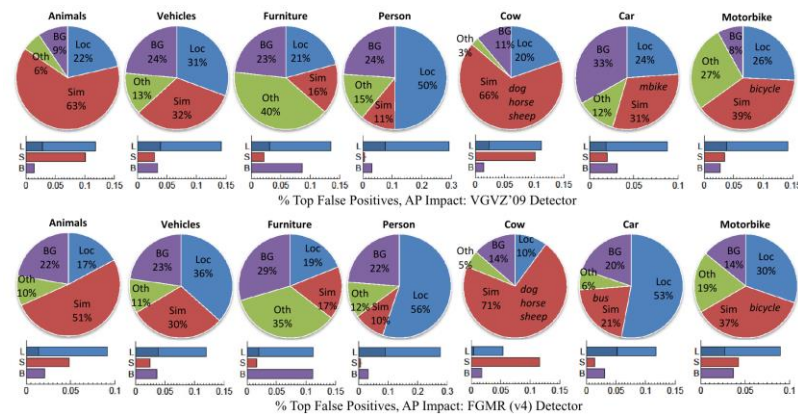 Animals Vehicles Furniture Person Cow Car Motorbike
BG 9% Loc 22% Oth 6% Sim 63%
BG 24% Loc 31% Oth 13% Sim 32%
BG 23% Loc 21% Sim 16% Oth 40%
BG 24% Loc 50% Oth 15% Sim 11%
BG 11% Loc 20% Oth 3% Sim 66% dog horse sheep
BG 33% Loc 24% mbike Oth 12% Sim 31%
BG 8% Loc 26% Oth 27% bicycle Sim 39%
L
S
B
0 0.05 0.1 0.15
L
S
B
0 0.05 0.1 0.15
L
S
B
0 0.05 0.1 0.15
L
S
B
0 0.1 0.2 0.3
L
S
B
0 0.05 0.1 0.15
L
S
B
0 0.05 0.1
L
S
B
0 0.05 0.1 0.15
% Top False Positives, AP Impact: VGVZ'09 Detector
Animals Vehicles Furniture Person Cow Car Motorbike
BG 22% Loc 17% Oth 10% Sim 51%
BG 23% Loc 36% Oth 11% Sim 30%
BG 29% Loc 19% Sim 17% Oth 35%
BG 22% Loc 56% Oth 12% Sim 10%
BG 14% Loc 10% Oth 5% Sim 71% dog horse sheep
BG 20% Loc 53% Oth 6% bus Sim 21%
BG 14% Loc 30% Oth 19% bicycle Sim 37%
L
S
B
0 0.05 0.1
L
S
B
0 0.05 0.1 0.15
L
S
B
0 0.05 0.1 0.15
L
S
B
0 0.1 0.2 0.3
L
S
B
0 0.05 0.1 0.15
L
S
B
0 0.05 0.1 0.15
L
S
B
0 0.05 0.1
% Top False Positives, AP Impact: FGMR (v4) Detector